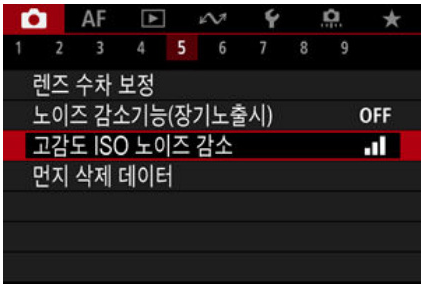 AF
1 2 3 4 5 6 7 8 9
렌즈 수차 보정
노이즈 감소기능(장기노출시) OFF
고감도 ISO 노이즈 감소
먼지 삭제 데이터